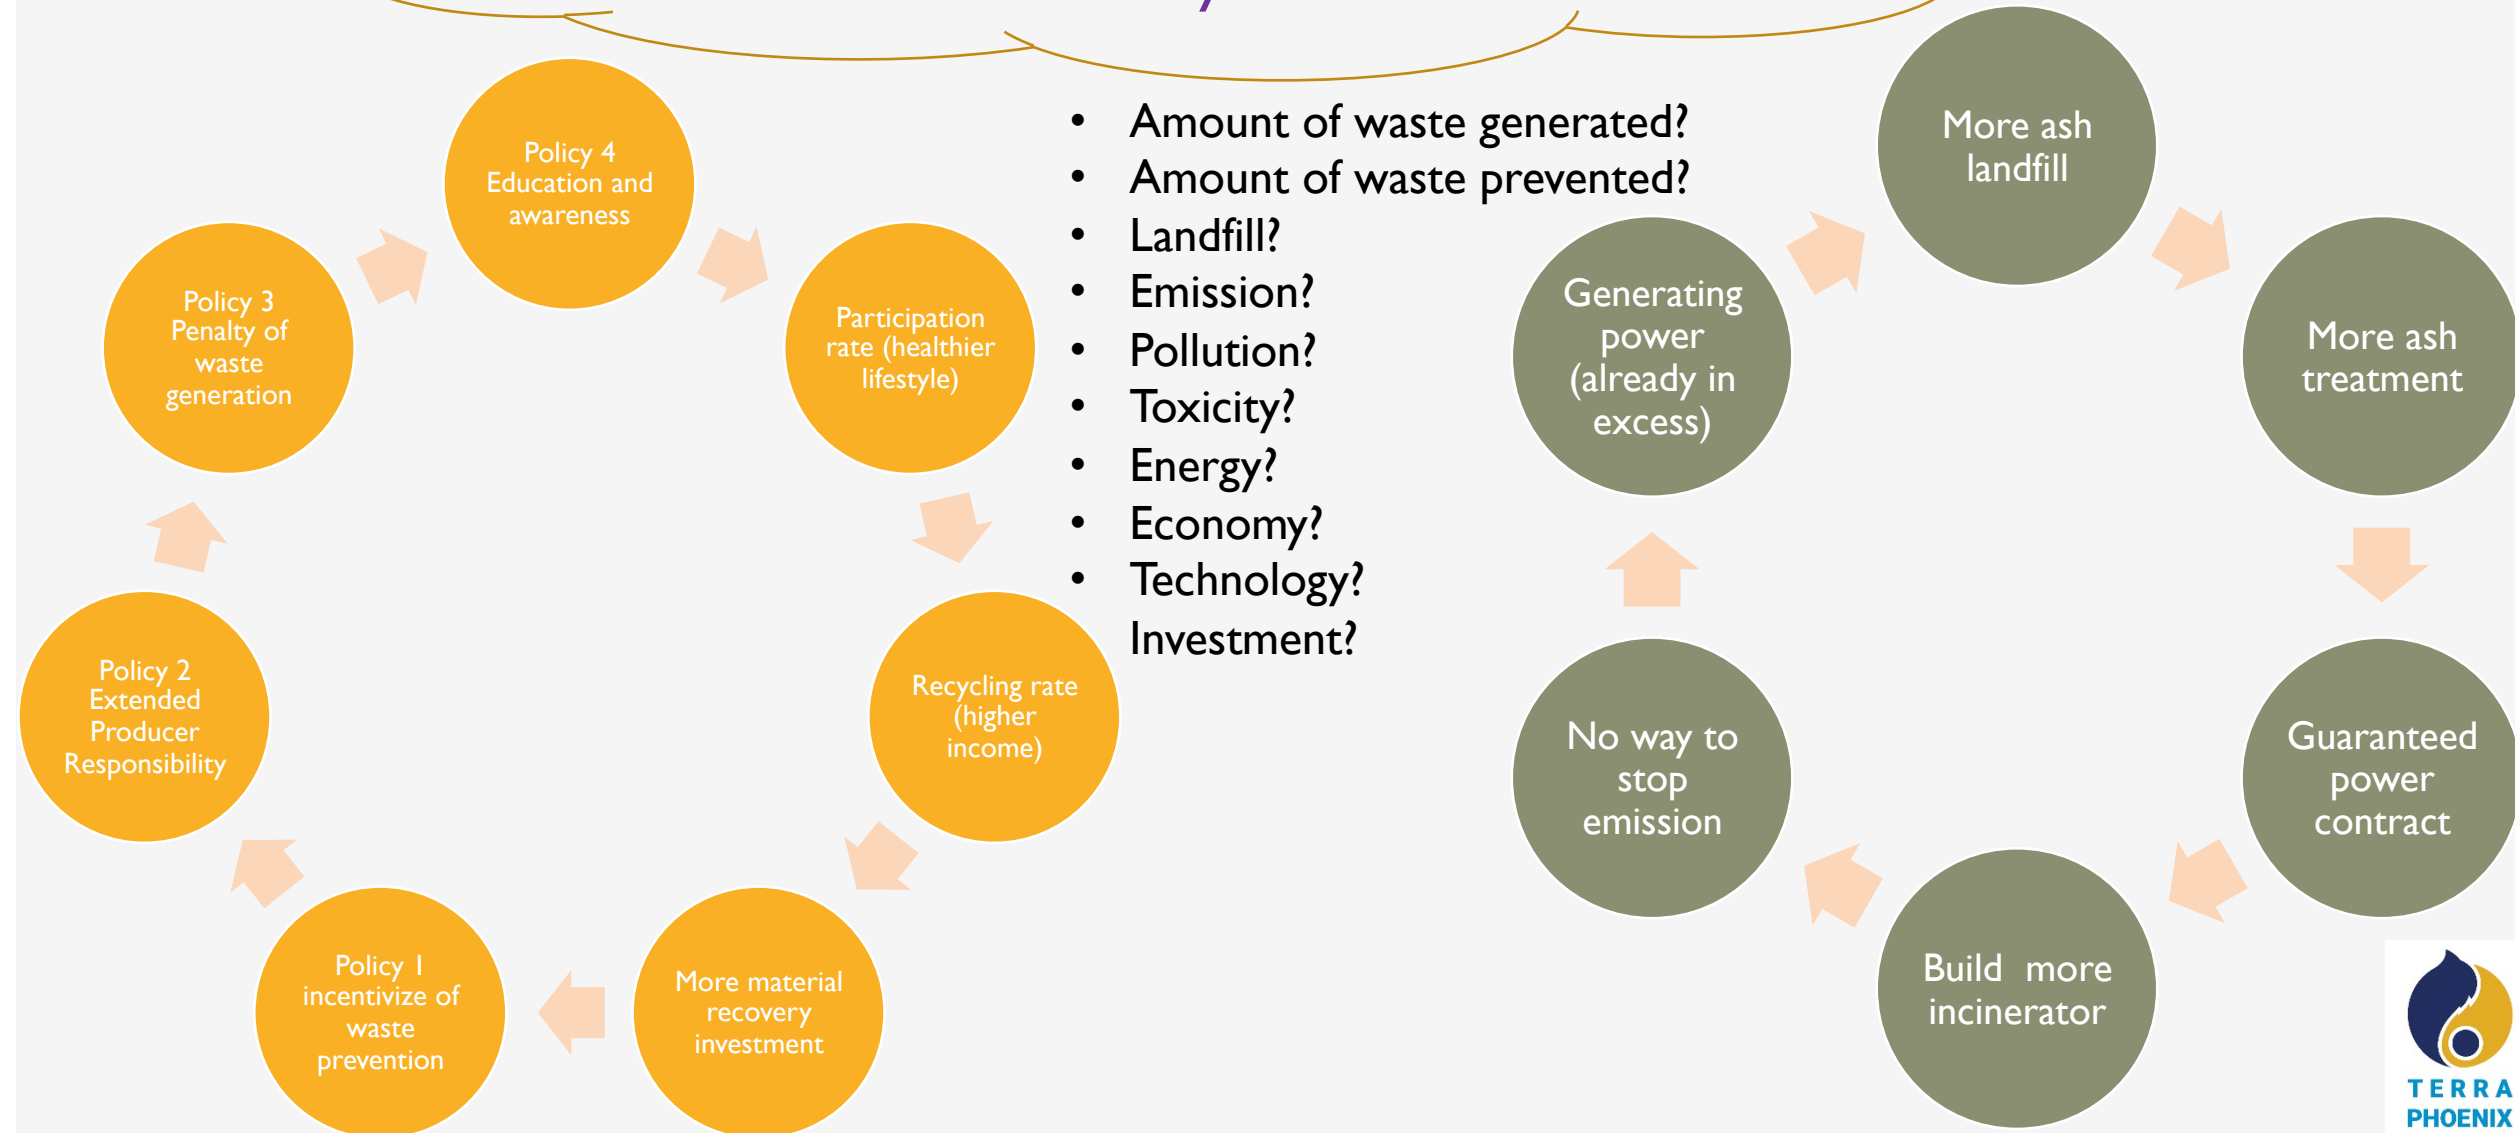 Policy 4
Education and
awareness
Participation
rate (healthier
lifestyle)
Recycling rate
(higher
income)
More material
recovery
investment
Policy 1
incentivize of
waste
prevention
Policy 2
Extended
Producer
Responsibility
Policy 3
Penalty of
waste
generation
• Amount of waste generated?
• Amount of waste prevented?
• Landfill?
• Emission?
• Pollution?
• Toxicity?
• Energy?
• Economy?
• Technology?
Investment?
More ash
landfill
More ash
treatment
Guaranteed
power
contract
Build more
incinerator
No way to
stop
emission
Generating
power
(already in
excess)
TERRA
PHOENIX